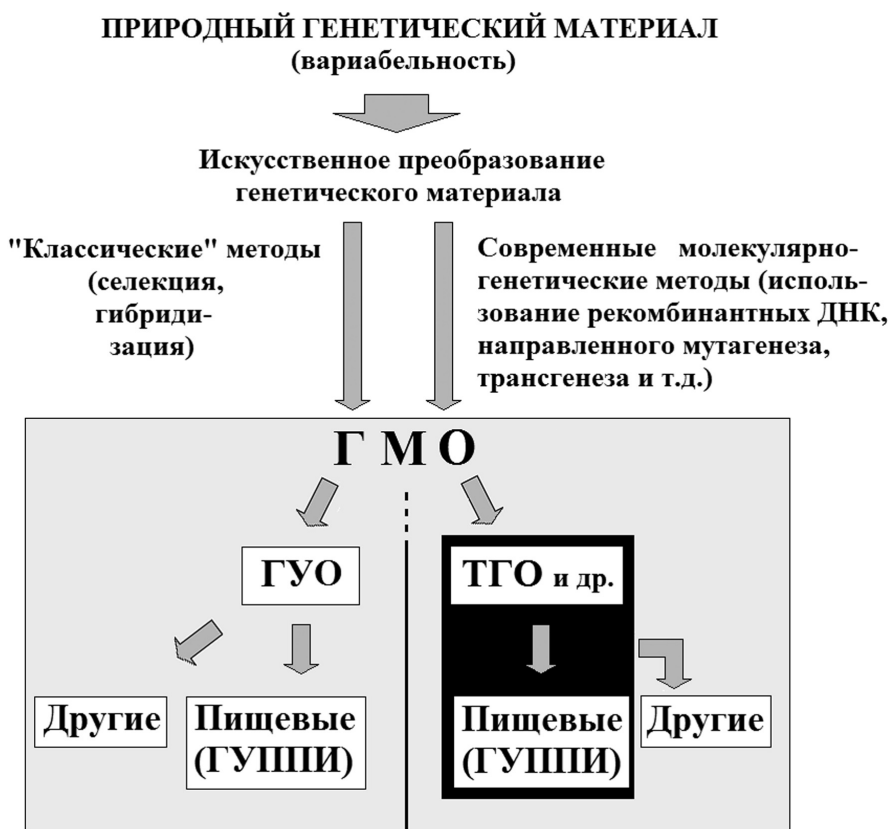 ПРИРОДНЫЙ ГЕНЕТИЧЕСКИЙ МАТЕРИАЛ
(вариабельность)
Искусственное преобразование
генетического материала
"Классические" методы
(селекция,
гибриди-
зация)
Современные молекулярно-
генетические методы (исполь-
зование рекомбинантных ДНК,
направленного мутагенеза,
трансгенеза и т.д.)
Г М О
ГУО
ТГО и др.
Другие
Пищевые
(ГУППИ)
Пищевые
(ГУППИ)
Другие